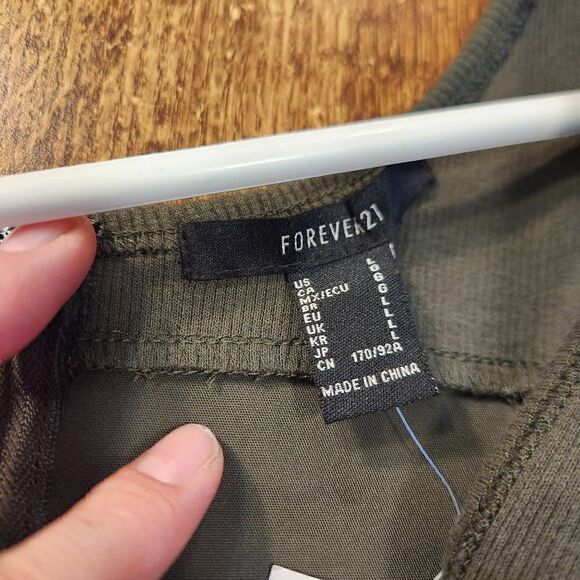 FOREVER21
US L
CA G
MX/ECU G
BR G
EU L
UK L
KR L
JP L
CN 170/92A
MADE IN CHINA